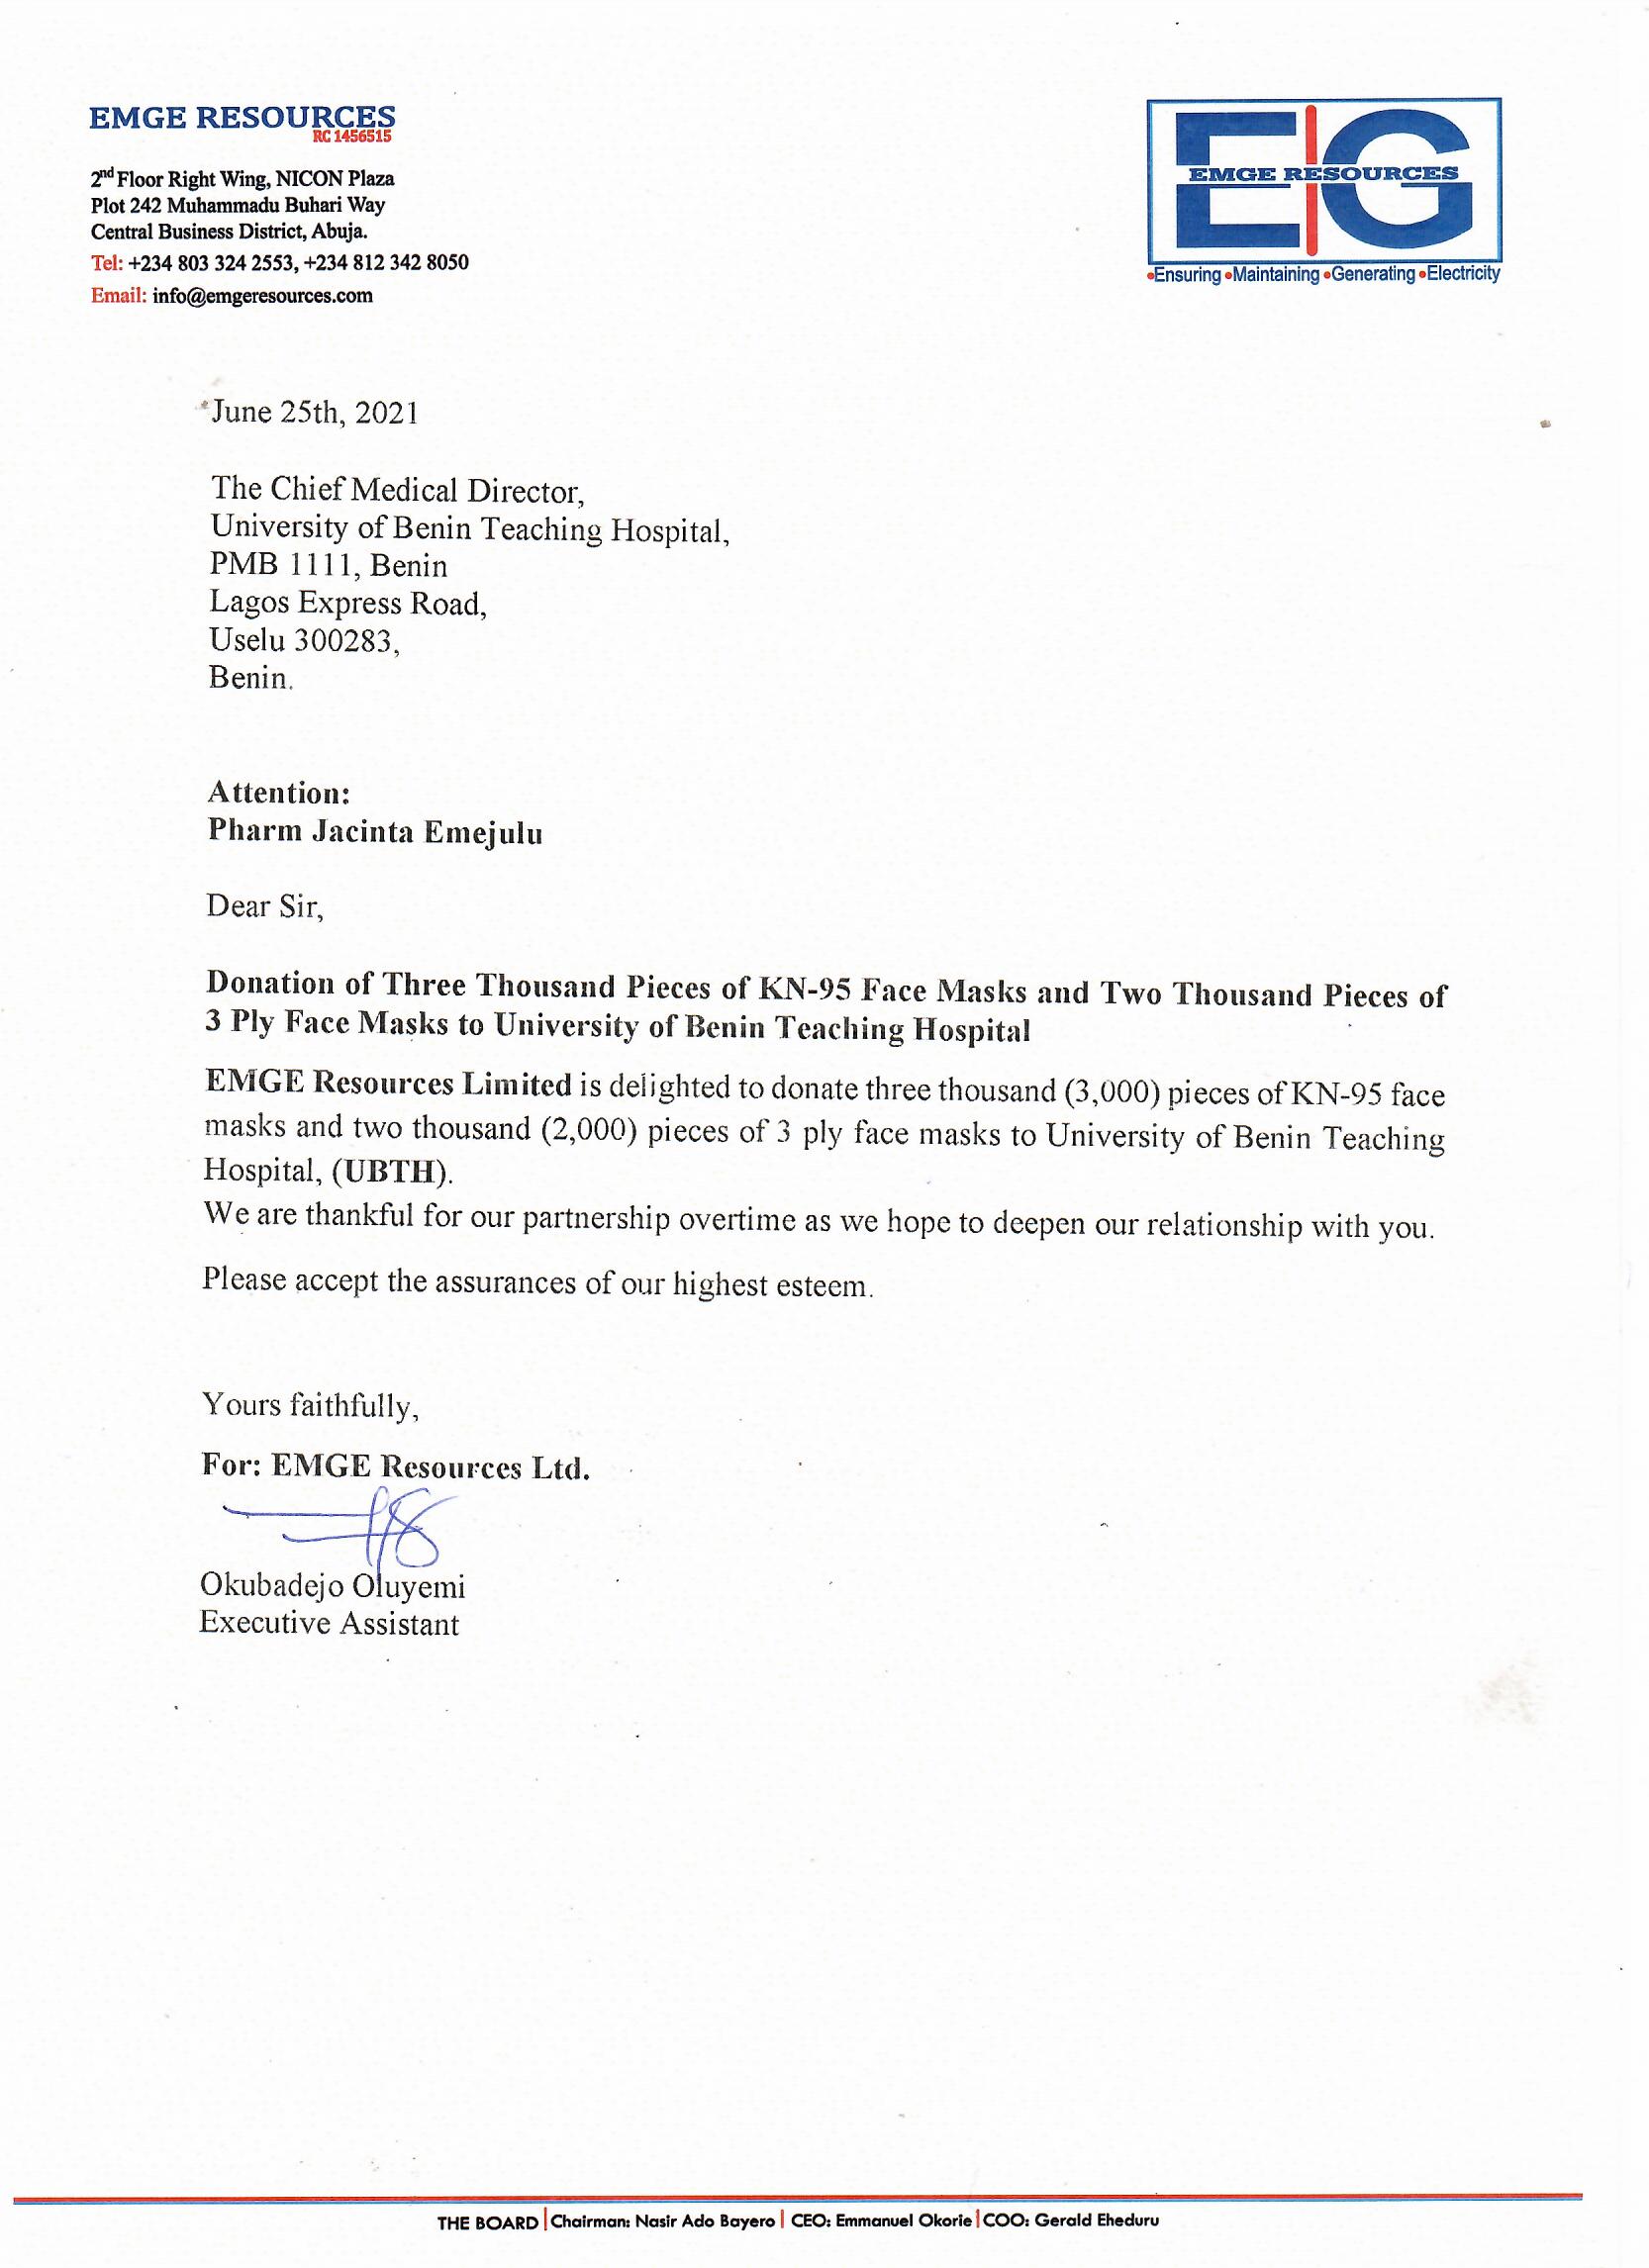 EMGE RESOURCES
RC 1456515
2nd Floor Right Wing, NICON Plaza
Plot 242 Muhammadu Buhari Way
Central Business District, Abuja.
Tel: +234 803 324 2553, +234 812 342 8050
Email: info@emgeresources.com
E|G
EMGE RESOURCES
•Ensuring •Maintaining •Generating •Electricity
June 25th, 2021
The Chief Medical Director,
University of Benin Teaching Hospital,
PMB 1111, Benin
Lagos Express Road,
Uselu 300283,
Benin.
Attention:
Pharm Jacinta Emejulu
Dear Sir,
Donation of Three Thousand Pieces of KN-95 Face Masks and Two Thousand Pieces of
3 Ply Face Masks to University of Benin Teaching Hospital
EMGE Resources Limited is delighted to donate three thousand (3,000) pieces of KN-95 face
masks and two thousand (2,000) pieces of 3 ply face masks to University of Benin Teaching
Hospital, (UBTH).
We are thankful for our partnership overtime as we hope to deepen our relationship with you.
Please accept the assurances of our highest esteem.
Yours faithfully,
For: EMGE Resources Ltd.
Okubadejo Oluyemi
Executive Assistant
THE BOARD | Chairman: Nasir Ado Bayero | CEO: Emmanuel Okorie | COO: Gerald Eheduru